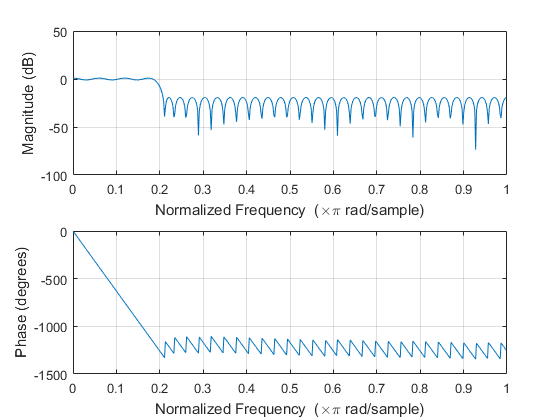 50
0
-50
-100
Magnitude (dB)
0 0.1 0.2 0.3 0.4 0.5 0.6 0.7 0.8 0.9 1
Normalized Frequency (×π rad/sample)
0
-500
-1000
-1500
Phase (degrees)
0 0.1 0.2 0.3 0.4 0.5 0.6 0.7 0.8 0.9 1
Normalized Frequency (×π rad/sample)